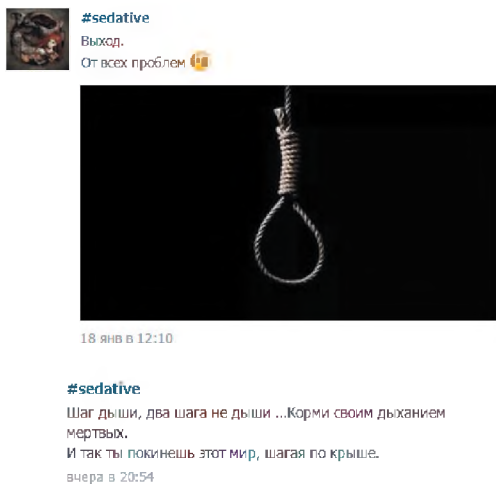 #sedative
Выход.
От всех проблем
18 янв в 12:10
#sedative
Шаг дыши, два шага не дыши ...Корми своим дыханием
мертвых.
И так ты покинешь этот мир, шагая по крыше.
вчера в 20:54